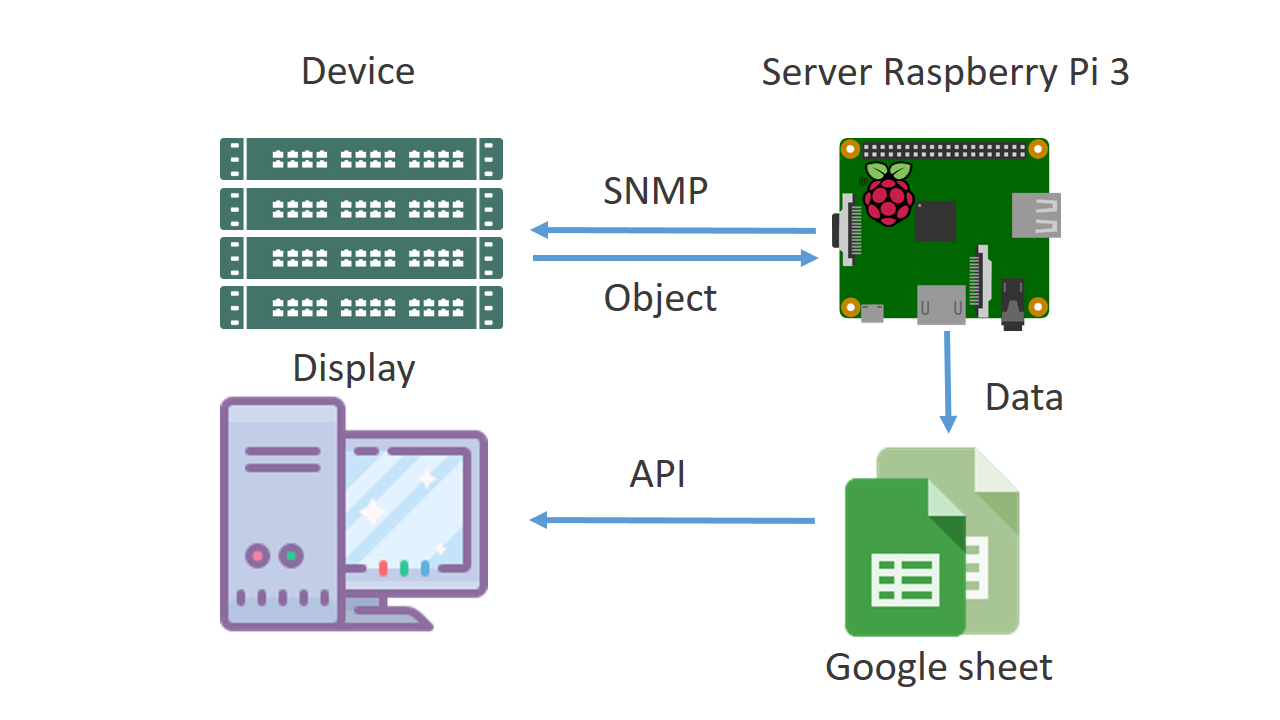 Device
Server Raspberry Pi 3
SNMP
®
Object
Display
Data
API
Google sheet